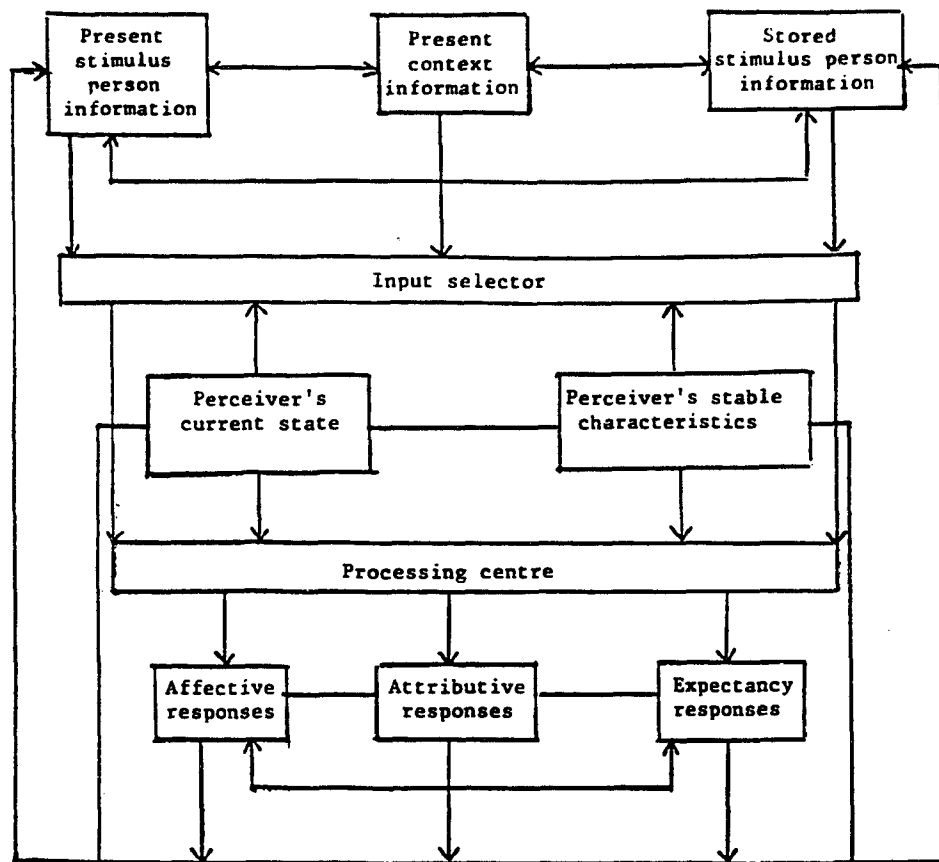 Present
stimulus
person
information
Present
context
information
Stored
stimulus person
information
Input selector
Perceiver's
current state
Perceiver's stable
characteristics
Processing centre
Affective
responses
Attributive
responses
Expectancy
responses